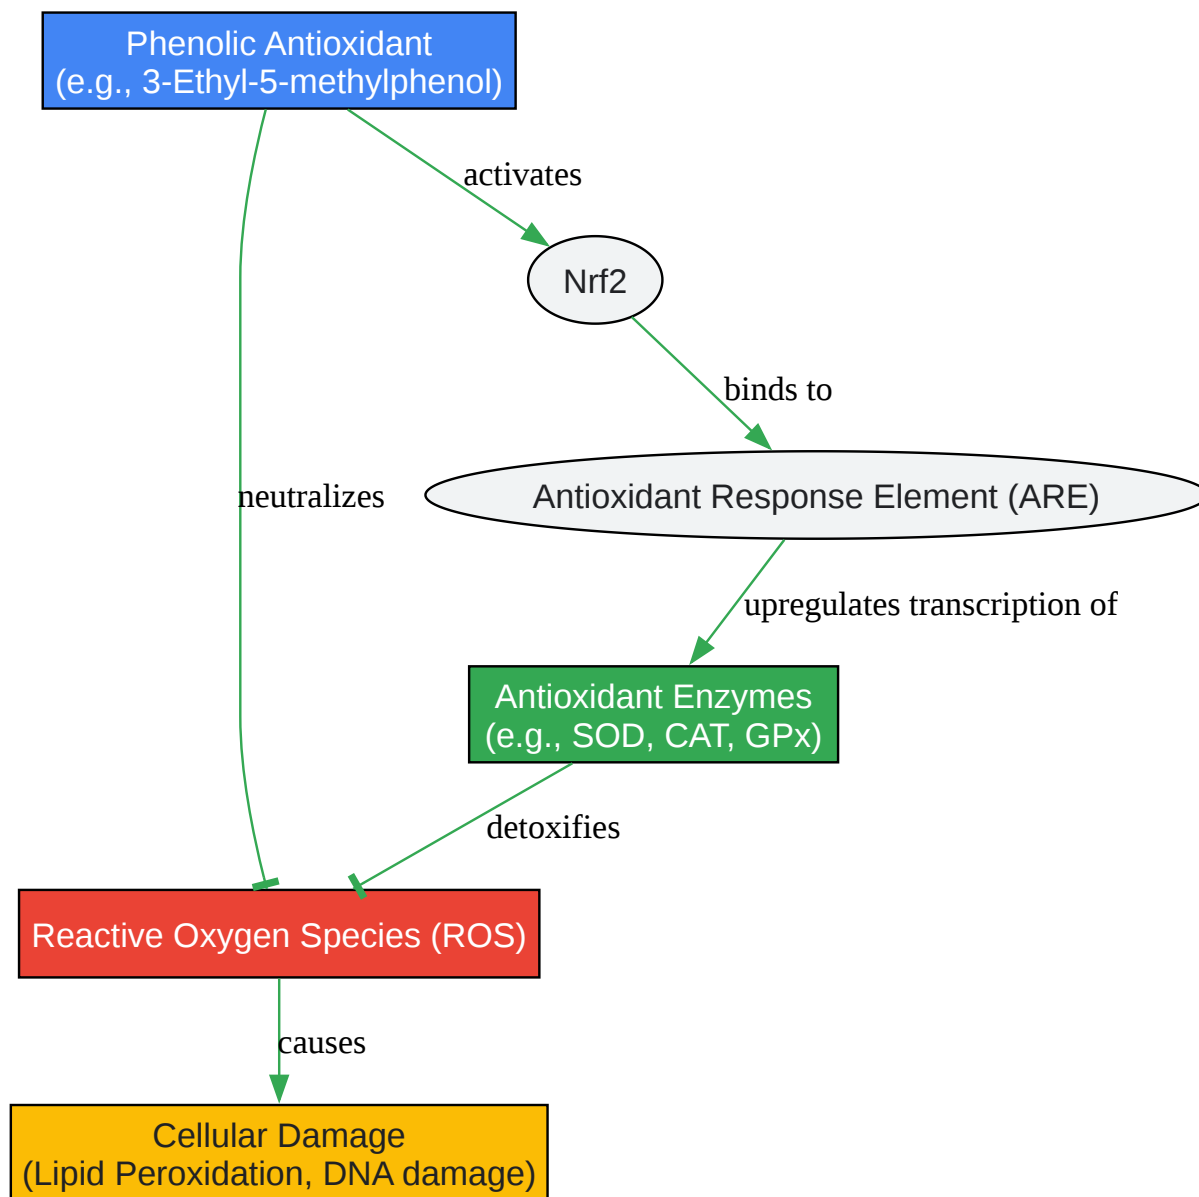 Phenolic Antioxidant
(e.g., 3-Ethyl-5-methylphenol)
activates
Nrf2
binds to
neutralizes
Antioxidant Response Element (ARE)
upregulates transcription of
Antioxidant Enzymes
(e.g., SOD, CAT, GPx)
detoxifies
Reactive Oxygen Species (ROS)
causes
Cellular Damage
(Lipid Peroxidation, DNA damage)